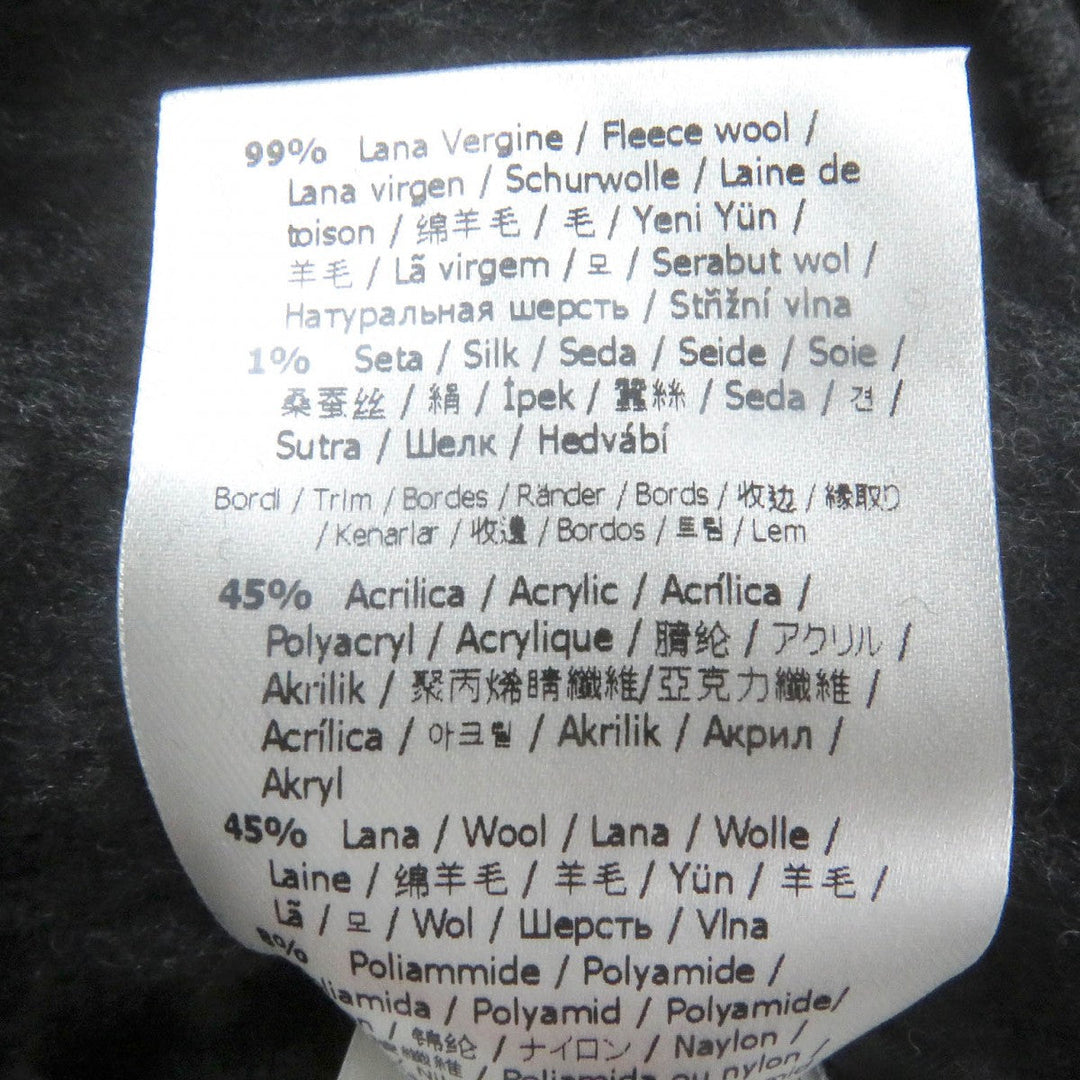 99% Lana Vergine / Fleece wool /
Lana virgen / Schurwolle / Laine de
toison / 绵羊毛 / 毛 / Yeni Yün /
羊毛 / Lã virgem / 모 / Serabut wol /
Натуральная шерсть / Stñžní vlna
1% Seta / Silk / Seda / Seide / Soie /
桑蚕丝 / 絹 / İpek / 蠶絲 / Seda / 견 /
Sutra / Шелк / Hedvábí
Bordi / Trim / Bordes / Ränder / Bords / 收边 / 縁取り
/ Kenarlar / 收邊 / Bordos / 트림 / Lem
45% Acrilica / Acrylic / Acrílica /
Polyacryl / Acrylique / 腈纶 / アクリル /
Akrilik / 聚丙烯腈纖維/亞克力纖維 /
Acrílica / 아크릴 / Akrilik / Акрил /
Akryl
45% Lana / Wool / Lana / Wolle /
Laine / 绵羊毛 / 羊毛 / Yün / 羊毛 /
Lã / 모 / Wol / Шерсть / Vlna
8% Poliammide / Polyamide /
iamida / Polyamid / Polyamide/
/ 锦纶 / ナイロン / Naylon /
Poliamida ou nylon /